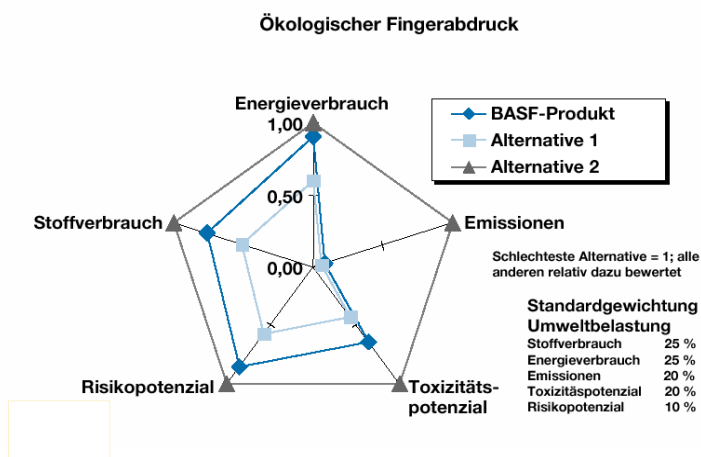 Ökologischer Fingerabdruck
Energieverbrauch
1,00
0,50
0,00
BASF-Produkt
Alternative 1
Alternative 2
Stoffverbrauch
Emissionen
Schlechteste Alternative = 1; alle
anderen relativ dazu bewertet
Risikopotenzial
Toxizitäts-
potenzial
Standardgewichtung
Umweltbelastung
Stoffverbrauch 25 %
Energieverbrauch 25 %
Emissionen 20 %
Toxizitäspotenzial 20 %
Risikopotenzial 10 %